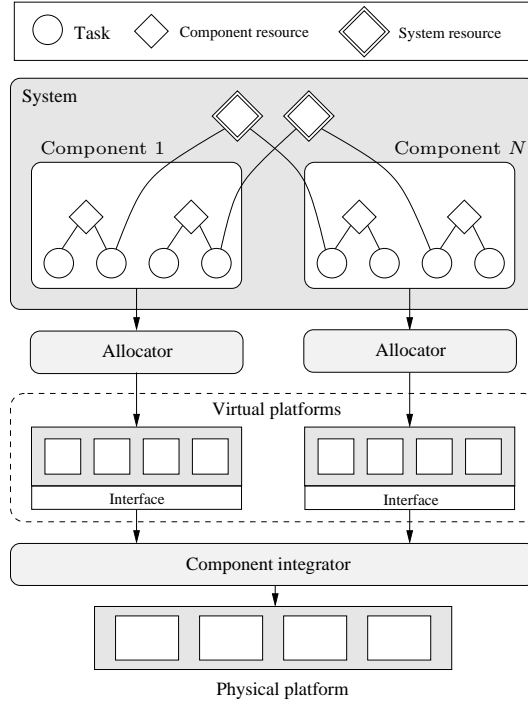 Task
Component resource
System resource
System
Component 1
Component N
Allocator
Allocator
Virtual platforms
Interface
Interface
Component integrator
Physical platform